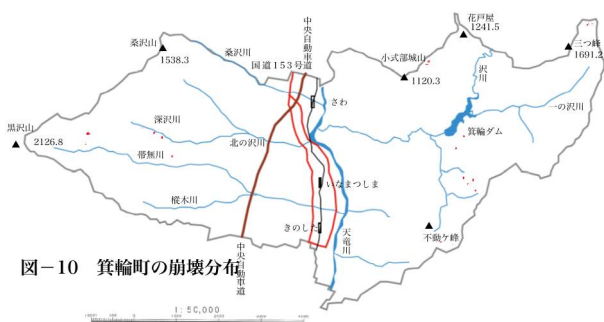 花戸屋
1241.5
三つ峰
1691.2
中央自動車道
国道153号
桑沢山
1538.3
桑沢川
小式部城山
1120.3
沢川
さわ
一の沢川
箕輪ダム
黒沢山
2126.8
深沢川
北の沢川
帯無川
いなまつしま
樅木川
きのした
天竜川
不動ケ峰
中央自動車道
図－10 箕輪町の崩壊分布
1:50,000